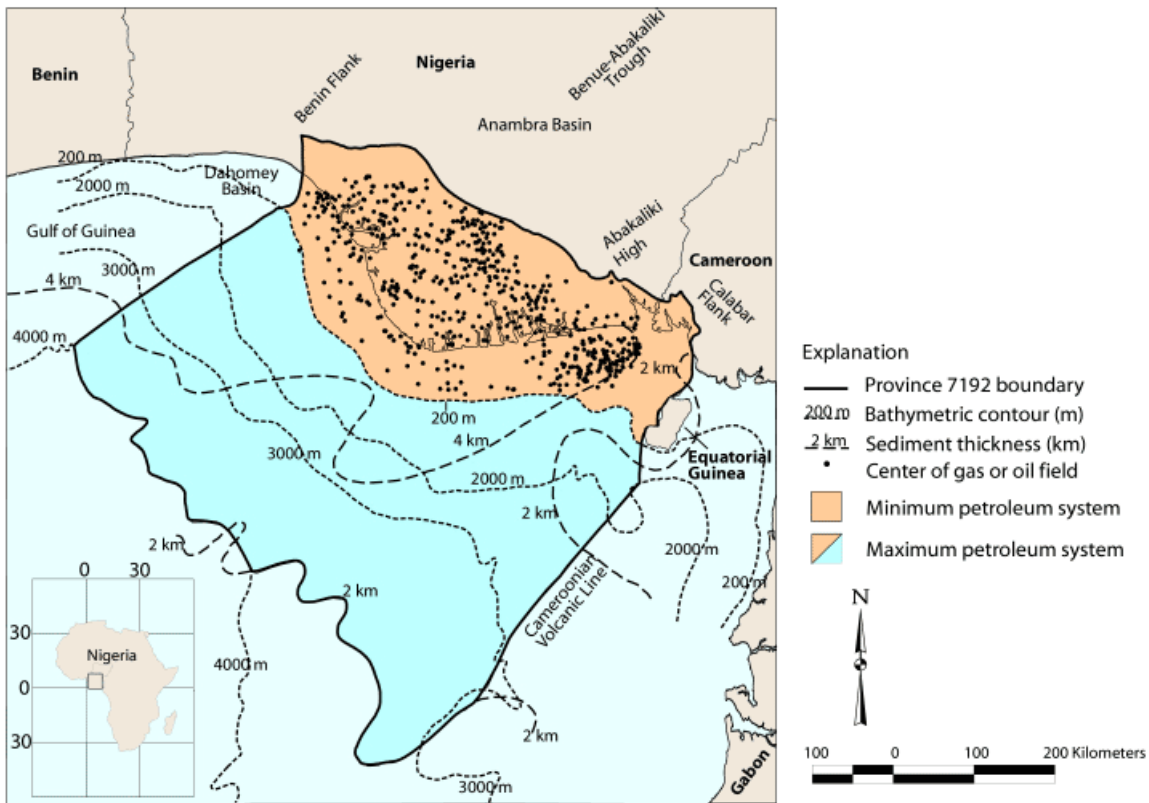 Benin
Nigeria
Benin Flank
Benue-Abakaliki
Trough
Anambra Basin
200 m
2000 m
Dahomey
Basin
Gulf of Guinea
3000 m
4 km
4000 m
Abakaliki
High
Cameroon
Calabar
Flank
2 km
200 m
4 km
3000 m
2000 m
Equatorial
Guinea
2 km
2 km
2000 m
200 m
2 km
Cameroonian
Volcanic Line
4000 m
2 km
3000 m
Gabon
0 30
30
Nigeria
0
30
Explanation
Province 7192 boundary
200 m Bathymetric contour (m)
2 km Sediment thickness (km)
Center of gas or oil field
Minimum petroleum system
Maximum petroleum system
N
100 0 100 200 Kilometers